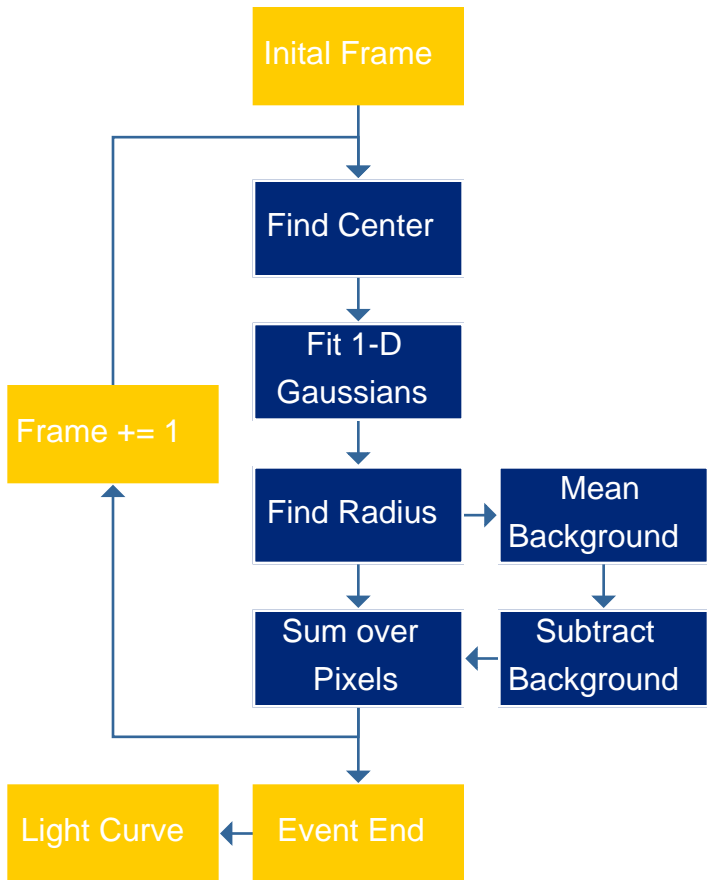 Inital Frame
Find Center
Fit 1-D
Gaussians
Frame += 1
Find Radius
Mean
Background
Sum over
Pixels
Subtract
Background
Light Curve
Event End